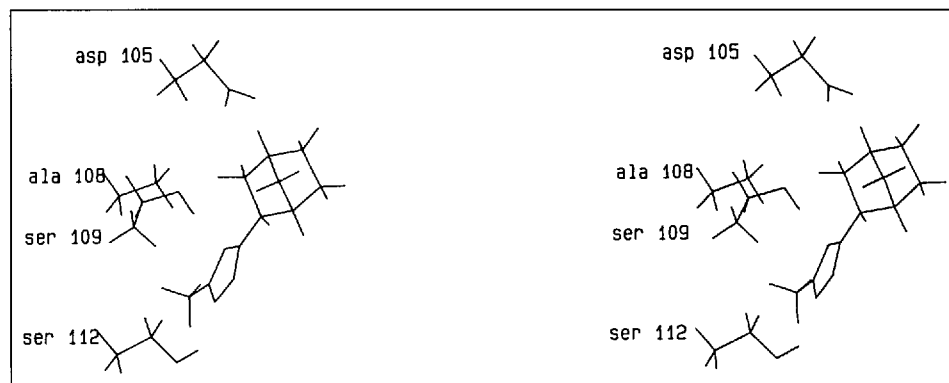 asp 105 asp 105
ala 108 ala 108
ser 109 ser 109
ser 112 ser 112